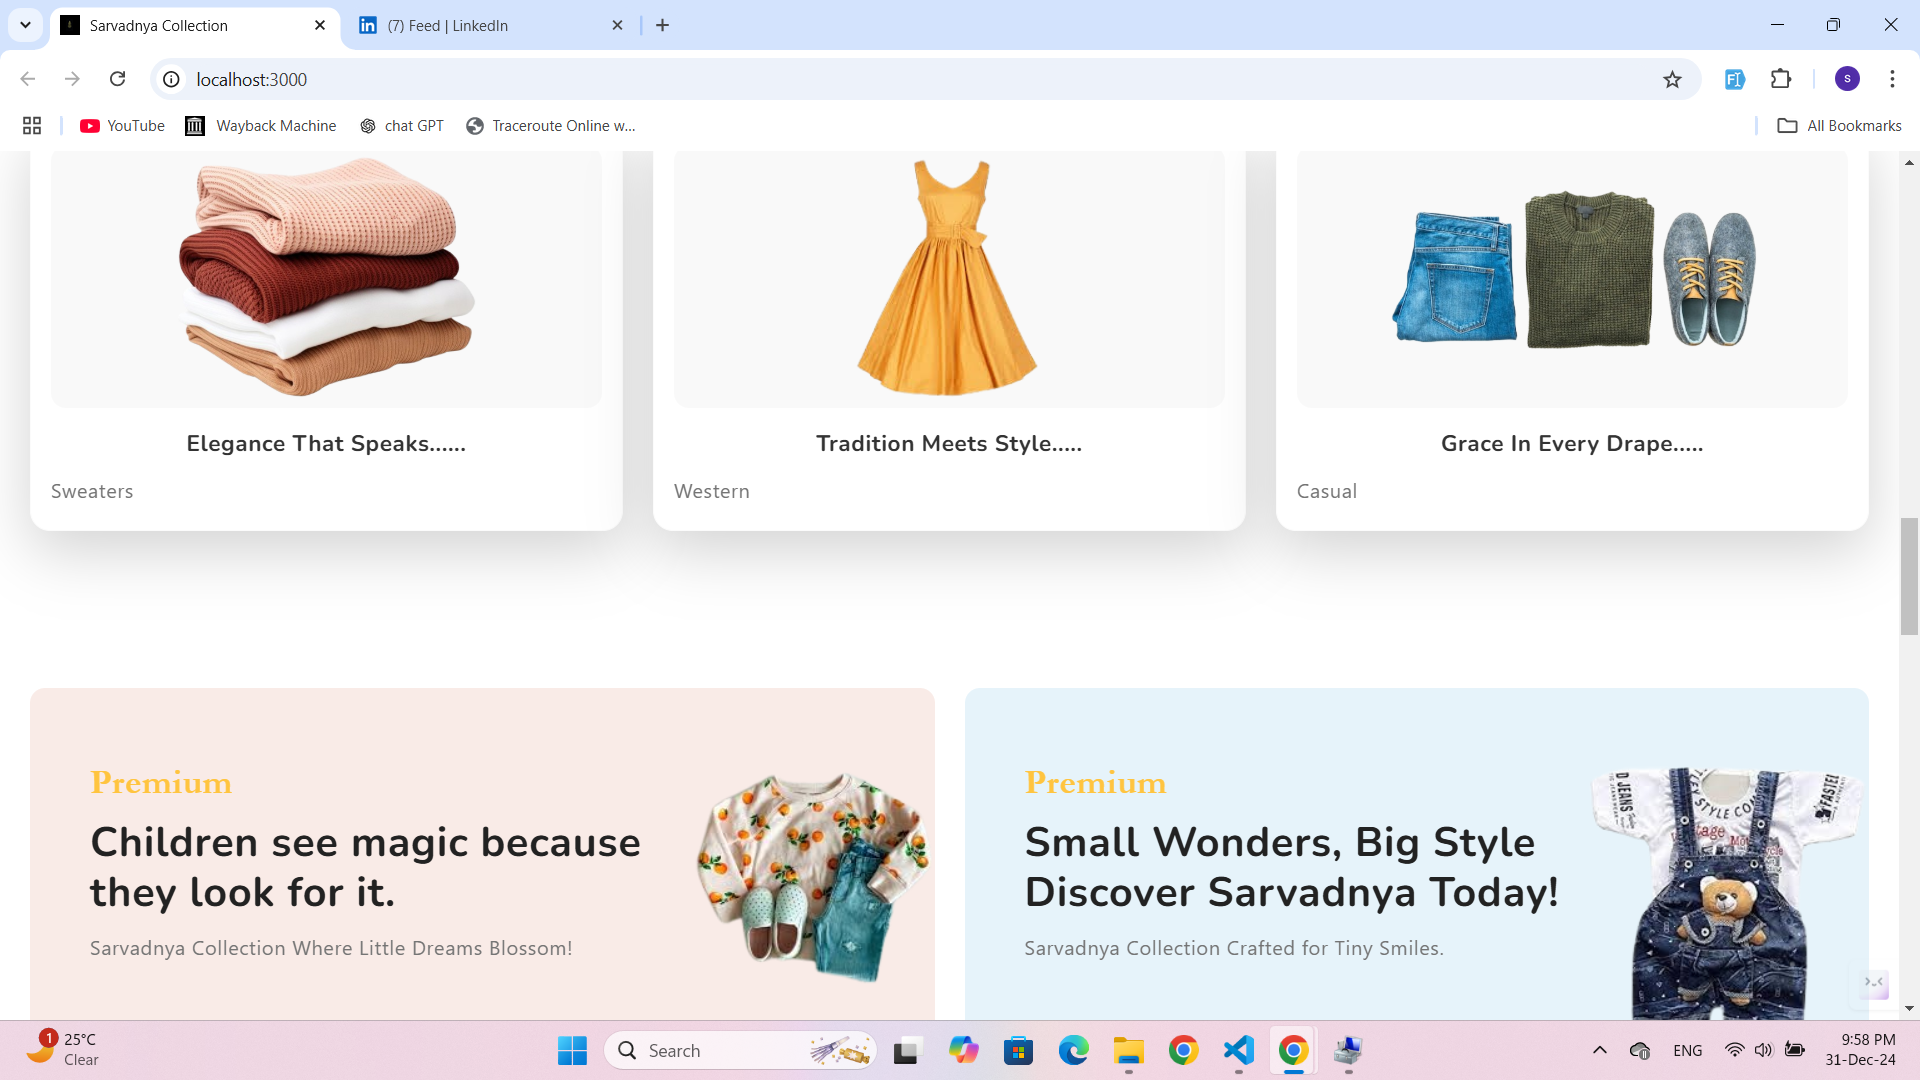 Sarvadnya Collection
(7) Feed | LinkedIn
localhost:3000
S
YouTube
Wayback Machine
chat GPT
Traceroute Online w...
All Bookmarks
Elegance That Speaks......
Sweaters
Tradition Meets Style.....
Western
Grace In Every Drape.....
Casual
Premium
Children see magic because
they look for it.
Sarvadnya Collection Where Little Dreams Blossom!
Premium
Small Wonders, Big Style
Discover Sarvadnya Today!
Sarvadnya Collection Crafted for Tiny Smiles.
D JEANS
STYLE
1
25°C
Clear
Search
ENG
9:58 PM
31-Dec-24